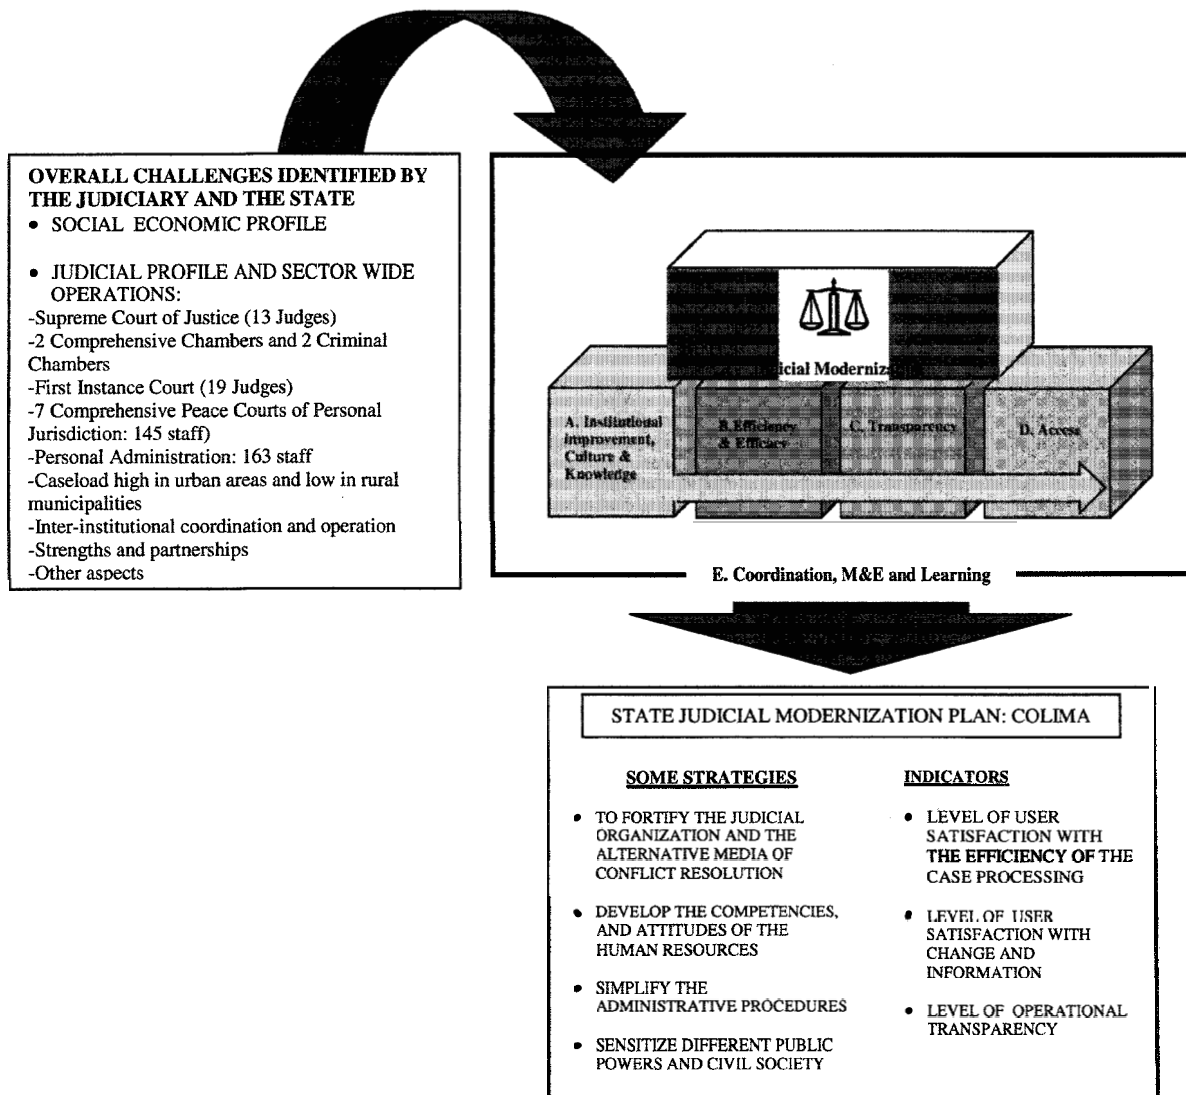 OVERALL CHALLENGES IDENTIFIED BY
THE JUDICIARY AND THE STATE
• SOCIAL ECONOMIC PROFILE
• JUDICIAL PROFILE AND SECTOR WIDE
OPERATIONS:
-Supreme Court of Justice (13 Judges)
-2 Comprehensive Chambers and 2 Criminal
Chambers
-First Instance Court (19 Judges)
-7 Comprehensive Peace Courts of Personal
Jurisdiction: 145 staff)
-Personal Administration: 163 staff
-Caseload high in urban areas and low in rural
municipalities
-Inter-institutional coordination and operation
-Strengths and partnerships
-Other aspects
A. Institutional
improvement,
Culture &
Knowledge
B. Efficiency
& Efficacy
C. Transparency
D. Access
E. Coordination, M&E and Learning
STATE JUDICIAL MODERNIZATION PLAN: COLIMA
SOME STRATEGIES
• TO FORTIFY THE JUDICIAL
ORGANIZATION AND THE
ALTERNATIVE MEDIA OF
CONFLICT RESOLUTION
• DEVELOP THE COMPETENCIES,
AND ATTITUDES OF THE
HUMAN RESOURCES
• SIMPLIFY THE
ADMINISTRATIVE PROCEDURES
• SENSITIZE DIFFERENT PUBLIC
POWERS AND CIVIL SOCIETY
INDICATORS
• LEVEL OF USER
SATISFACTION WITH
THE EFFICIENCY OF THE
CASE PROCESSING
• LEVEL OF USER
SATISFACTION WITH
CHANGE AND
INFORMATION
• LEVEL OF OPERATIONAL
TRANSPARENCY